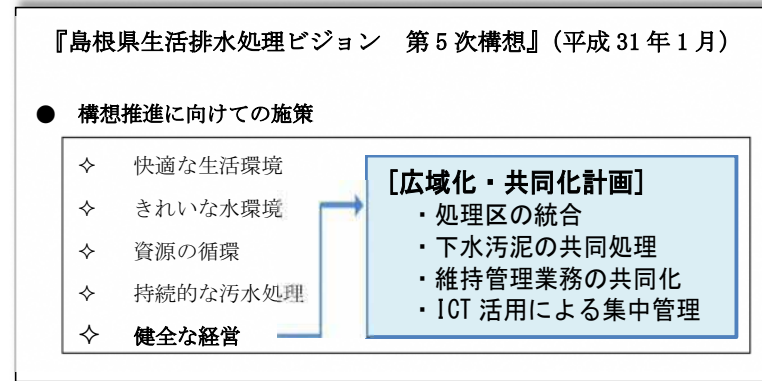 『島根県生活排水処理ビジョン　第5次構想』(平成31年1月)
● 構想推進に向けての施策
✧ 快適な生活環境
✧ きれいな水環境
✧ 資源の循環
✧ 持続的な汚水処理
✧ 健全な経営
[広域化・共同化計画]
・処理区の統合
・下水汚泥の共同処理
・維持管理業務の共同化
・ICT活用による集中管理